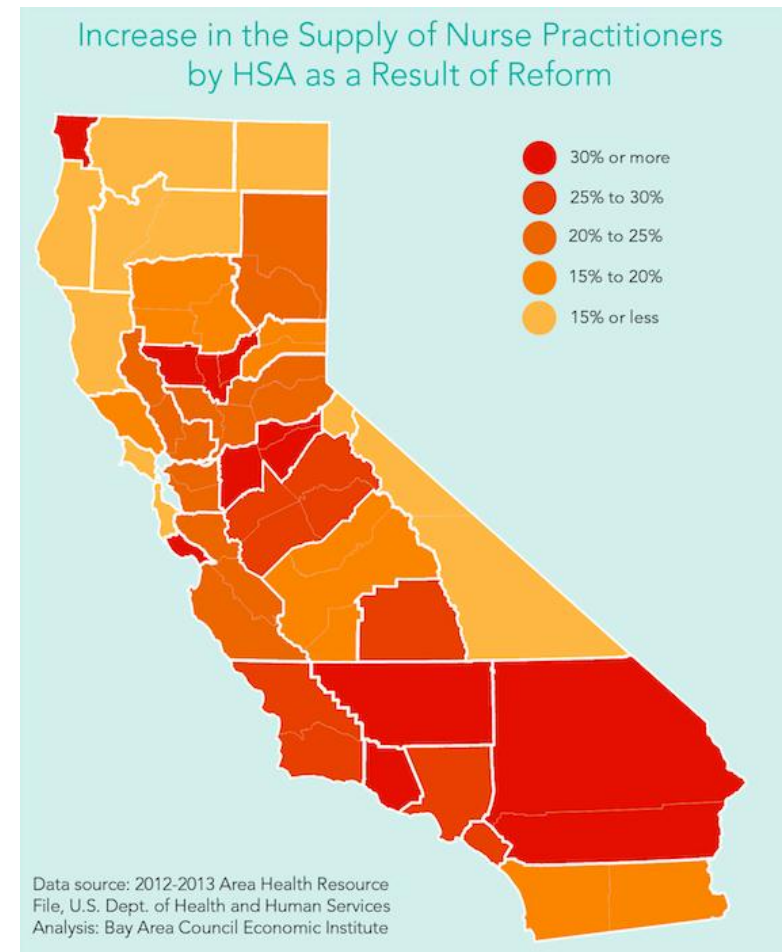 Increase in the Supply of Nurse Practitioners
by HSA as a Result of Reform
30% or more
25% to 30%
20% to 25%
15% to 20%
15% or less
Data source: 2012-2013 Area Health Resource
File, U.S. Dept. of Health and Human Services
Analysis: Bay Area Council Economic Institute